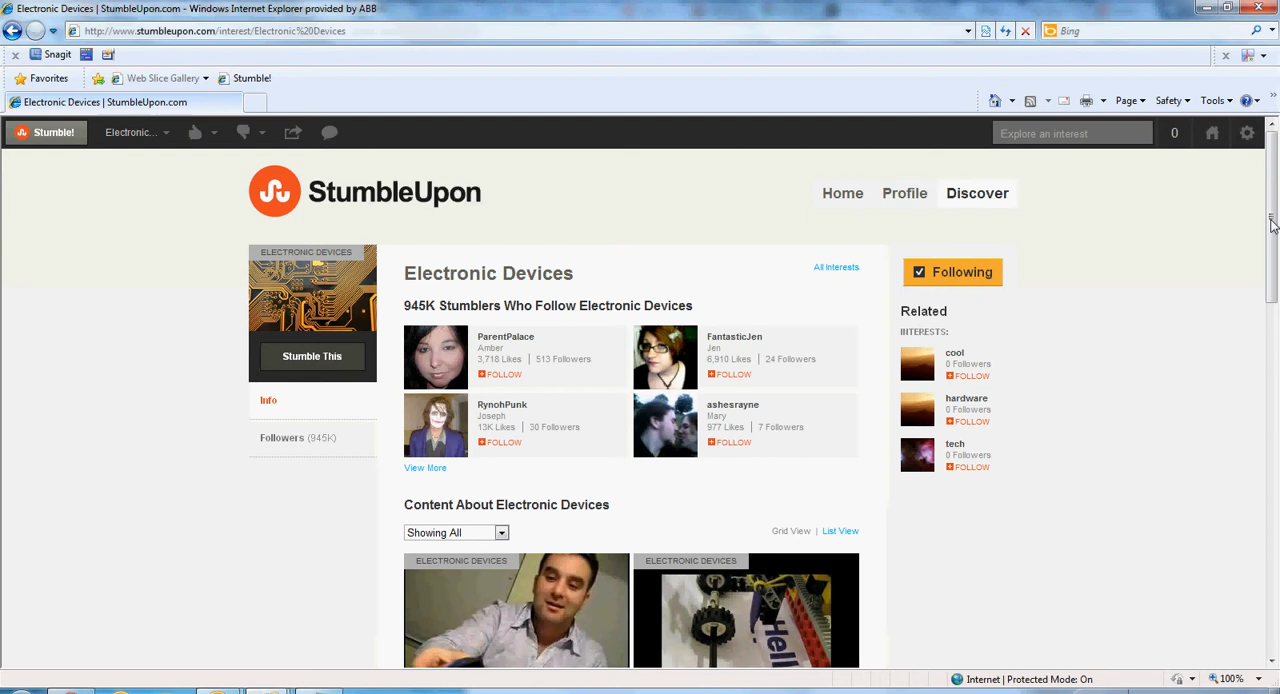 Electronic Devices | StumbleUpon.com - Windows Internet Explorer provided by ABB
http://www.stumbleupon.com/interest/Electronic%20Devices
Bing
Snagit
Favorites
Web Slice Gallery
Stumble!
Electronic Devices | StumbleUpon.com
Page
Safety
Tools
Stumble!
Electronic...
Explore an interest
0
StumbleUpon
Home
Profile
Discover
ELECTRONIC DEVICES
Stumble This
Info
Followers (945K)
Electronic Devices
All Interests
945K Stumblers Who Follow Electronic Devices
ParentPalace
Amber
3,718 Likes | 513 Followers
FOLLOW
FantasticJen
Jen
6,910 Likes | 24 Followers
FOLLOW
RynohPunk
Joseph
13K Likes | 30 Followers
FOLLOW
ashesrayne
Mary
977 Likes | 7 Followers
FOLLOW
View More
Content About Electronic Devices
Showing All
Grid View | List View
ELECTRONIC DEVICES
ELECTRONIC DEVICES
Hell
Following
Related
INTERESTS:
cool
0 Followers
FOLLOW
hardware
0 Followers
FOLLOW
tech
0 Followers
FOLLOW
Internet | Protected Mode: On
100%